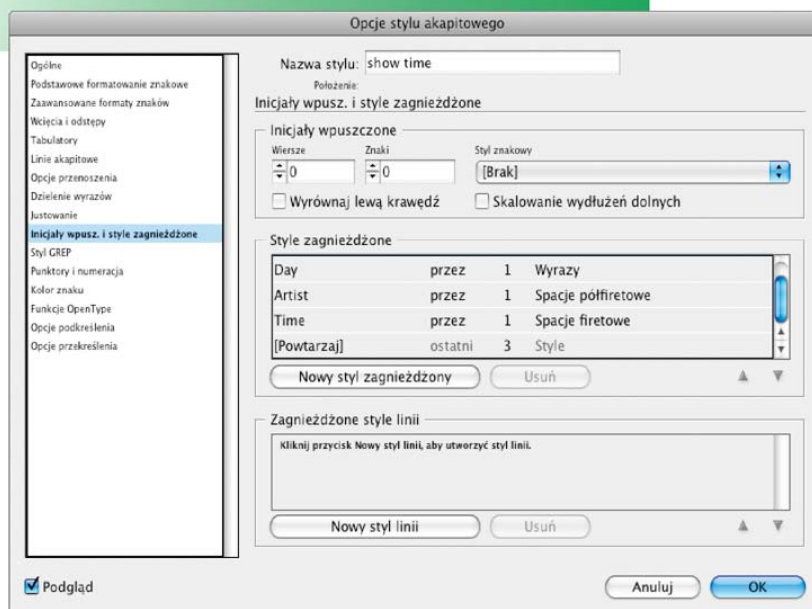 Opcje stylu akapitowego
Ogólne
Podstawowe formatowanie znakowe
Zaawansowane formaty znaków
Wcięcia i odstępy
Tabulatory
Linie akapitowe
Opcje przenoszenia
Dzielenie wyrazów
Justowanie
Inicjały wpusz. i style zagnieżdżone
Styl GREP
Punktory i numeracja
Kolor znaku
Funkcje OpenType
Opcje podkreślenia
Opcje przekreślenia
Nazwa stylu: show time
Położenie:
Inicjały wpusz. i style zagnieżdżone
Inicjały wpuszczone
Wiersze Znaki Styl znakowy
0 0 [Brak]
Wyrównaj lewą krawędź Skalowanie wydłużeń dolnych
Style zagnieżdżone
Day przez 1 Wyrazy
Artist przez 1 Spacje półfiretowe
Time przez 1 Spacje firetowe
[Powtarzaj] ostatni 3 Style
Nowy styl zagnieżdżony Usuń
Zagnieżdżone style linii
Kliknij przycisk Nowy styl linii, aby utworzyć styl linii.
Nowy styl linii Usuń
Podgląd Anuluj OK